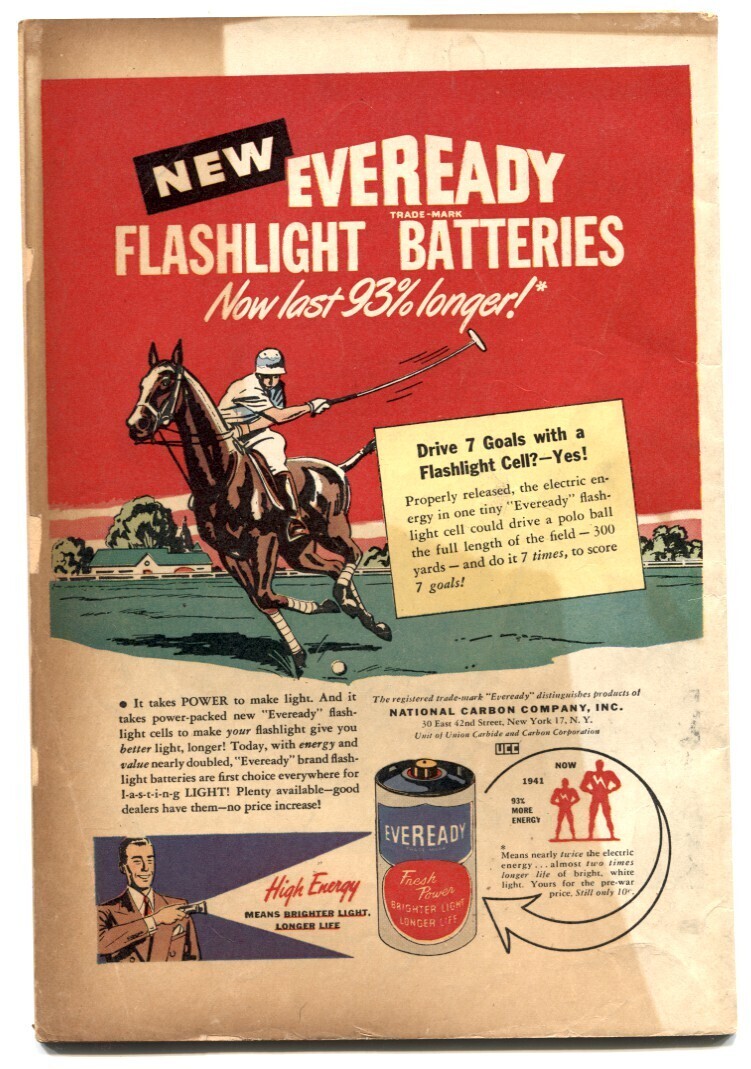 NEW EVEREADY
TRADE-MARK
FLASHLIGHT BATTERIES
Now last 93% longer!*
Drive 7 Goals with a
Flashlight Cell?—Yes!
Properly released, the electric en-
ergy in one tiny "Eveready" flash-
light cell could drive a polo ball
the full length of the field — 300
yards — and do it 7 times, to score
7 goals!
● It takes POWER to make light. And it
takes power-packed new "Eveready" flash-
light cells to make your flashlight give you
better light, longer! Today, with energy and
value nearly doubled, "Eveready" brand flash-
light batteries are first choice everywhere for
l-a-s-t-i-n-g LIGHT! Plenty available—good
dealers have them—no price increase!
The registered trade-mark "Eveready" distinguishes products of
NATIONAL CARBON COMPANY, INC.
30 East 42nd Street, New York 17, N. Y.
Unit of Union Carbide and Carbon Corporation
UCC
NOW
1941
93%
MORE
ENERGY
*
Means nearly twice the electric
energy . . . almost two times
longer life of bright, white
light. Yours for the pre-war
price. Still only 10¢.
EVEREADY
TRADE-MARK
Fresh
Power
BRIGHTER LIGHT
LONGER LIFE
High Energy
MEANS BRIGHTER LIGHT,
LONGER LIFE